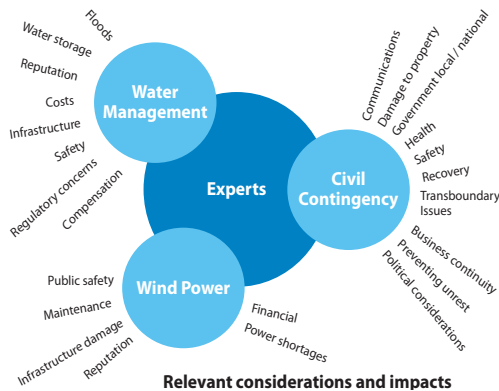 Floods
Water storage
Reputation
Costs
Infrastructure
Safety
Regulatory concerns
Compensation
Water
Management
Experts
Civil
Contingency
Communications
Damage to property
Government local / national
Health
Safety
Recovery
Transboundary
Issues
Business continuity
Preventing unrest
Political considerations
Wind Power
Public safety
Maintenance
Infrastructure damage
Reputation
Financial
Power shortages
Relevant considerations and impacts